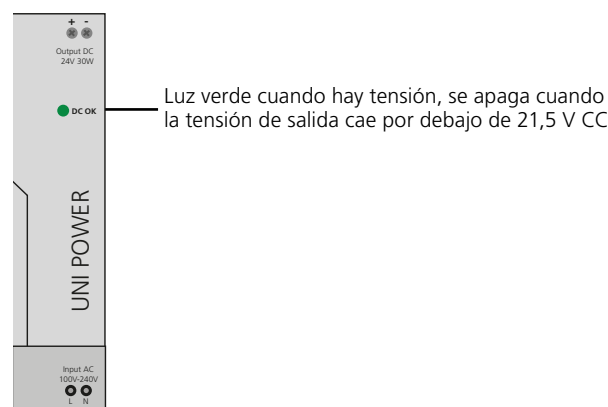 + -
Output DC
24V 30W
DC OK
Luz verde cuando hay tensión, se apaga cuando
la tensión de salida cae por debajo de 21,5 V CC
UNI POWER
Input AC
100V-240V
L N